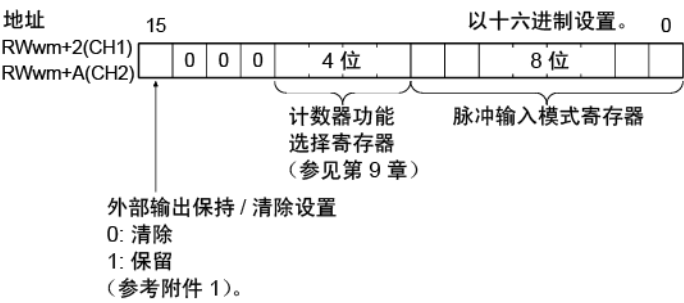 地址
15
以十六进制设置。
0
RWwm+2(CH1)
RWwm+A(CH2)
0 0 0 4 位 8 位
计数器功能
选择寄存器
（参见第 9 章）
脉冲输入模式寄存器
外部输出保持 / 清除设置
0: 清除
1: 保留
（参考附件 1）。